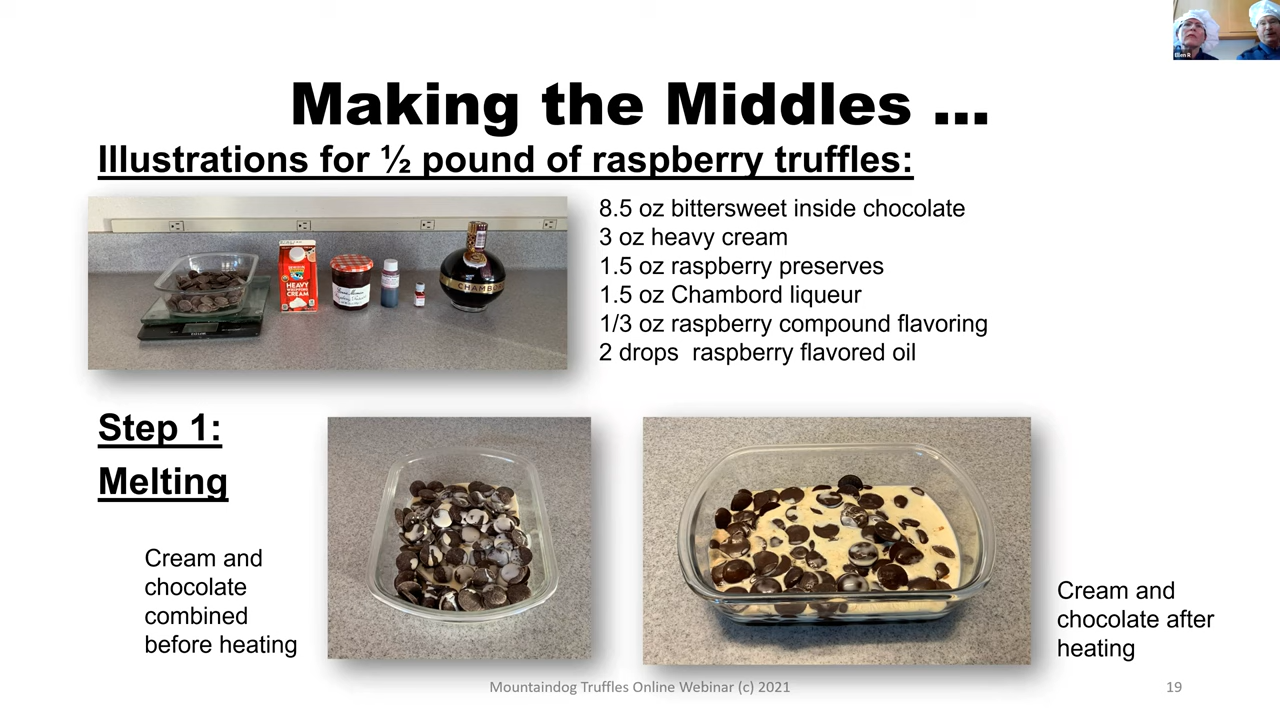 Ellen R
Making the Middles ...
Illustrations for ½ pound of raspberry truffles:
HEAVY
WHIPPING
CREAM
CHAMBO
8.5 oz bittersweet inside chocolate
3 oz heavy cream
1.5 oz raspberry preserves
1.5 oz Chambord liqueur
1/3 oz raspberry compound flavoring
2 drops  raspberry flavored oil
Step 1:
Melting
Cream and
chocolate
combined
before heating
Cream and
chocolate after
heating
Mountaindog Truffles Online Webinar (c) 2021
19